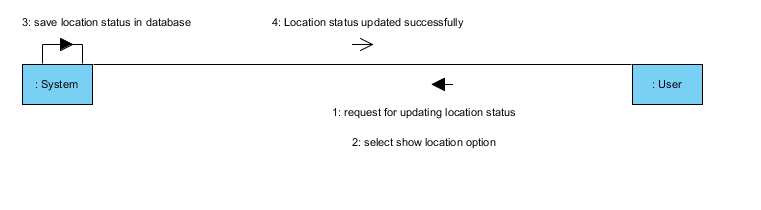 3: save location status in database
4: Location status updated successfully
: System
: User
1: request for updating location status
2: select show location option